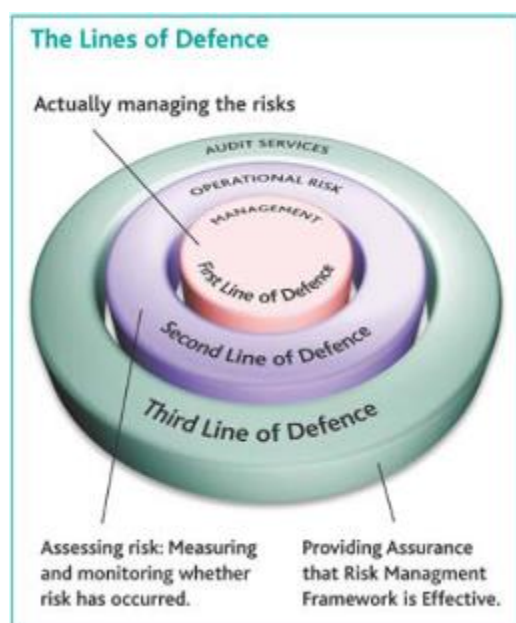 The Lines of Defence
Actually managing the risks
AUDIT SERVICES
OPERATIONAL RISK
MANAGEMENT
First Line of Defence
Second Line of Defence
Third Line of Defence
Assessing risk: Measuring
and monitoring whether
risk has occurred.
Providing Assurance
that Risk Managment
Framework is Effective.